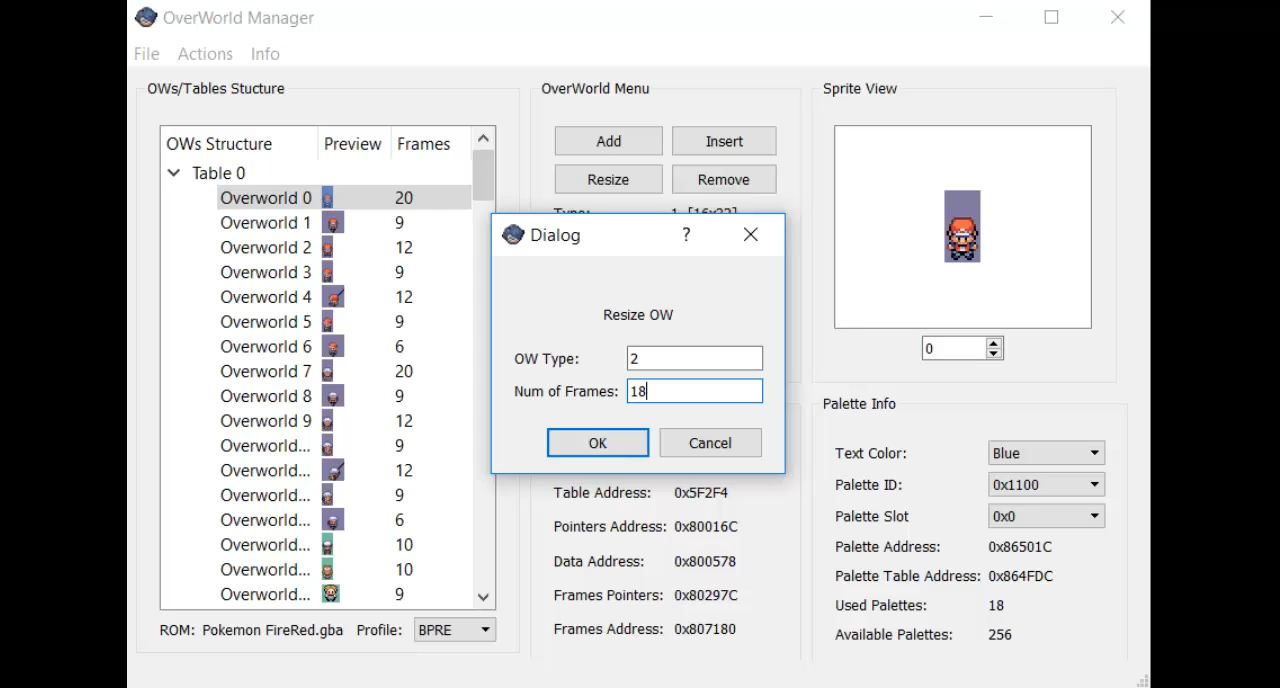 OverWorld Manager
File Actions Info
OWs/Tables Stucture
OWs Structure Preview Frames
Table 0
Overworld 0 20
Overworld 1 9
Overworld 2 12
Overworld 3 9
Overworld 4 12
Overworld 5 9
Overworld 6 6
Overworld 7 20
Overworld 8 9
Overworld 9 12
Overworld... 9
Overworld... 12
Overworld... 9
Overworld... 6
Overworld... 10
Overworld... 10
Overworld... 9
ROM: Pokemon FireRed.gba Profile: BPRE
OverWorld Menu
Add Insert
Resize Remove
Type: 1 [16x32]
Dialog ?
Resize OW
OW Type: 2
Num of Frames: 18
OK Cancel
Table Address: 0x5F2F4
Pointers Address: 0x80016C
Data Address: 0x800578
Frames Pointers: 0x80297C
Frames Address: 0x807180
Sprite View
0
Palette Info
Text Color: Blue
Palette ID: 0x1100
Palette Slot 0x0
Palette Address: 0x86501C
Palette Table Address: 0x864FDC
Used Palettes: 18
Available Palettes: 256